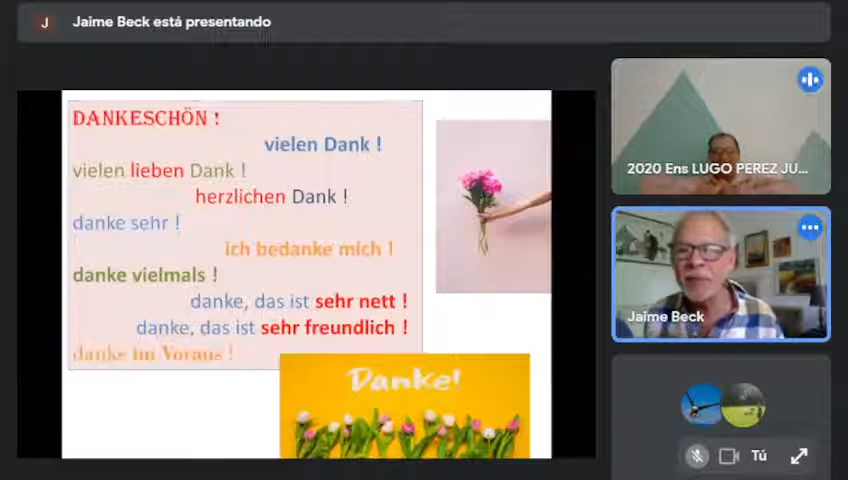 J Jaime Beck está presentando
DANKESCHÖN !
vielen Dank !
vielen lieben Dank !
herzlichen Dank !
danke sehr !
ich bedanke mich !
danke vielmals !
danke, das ist sehr nett !
danke, das ist sehr freundlich !
danke im Voraus !
Danke!
2020 Ens LUGO PEREZ JU...
Jaime Beck
Tú